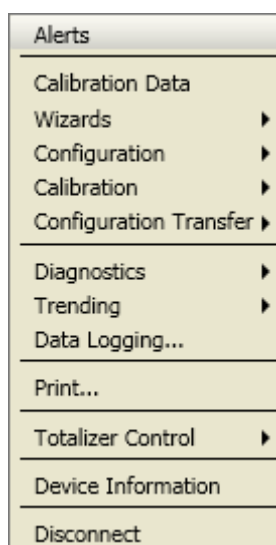 Alerts
Calibration Data
Wizards
Configuration
Calibration
Configuration Transfer
Diagnostics
Trending
Data Logging...
Print...
Totalizer Control
Device Information
Disconnect